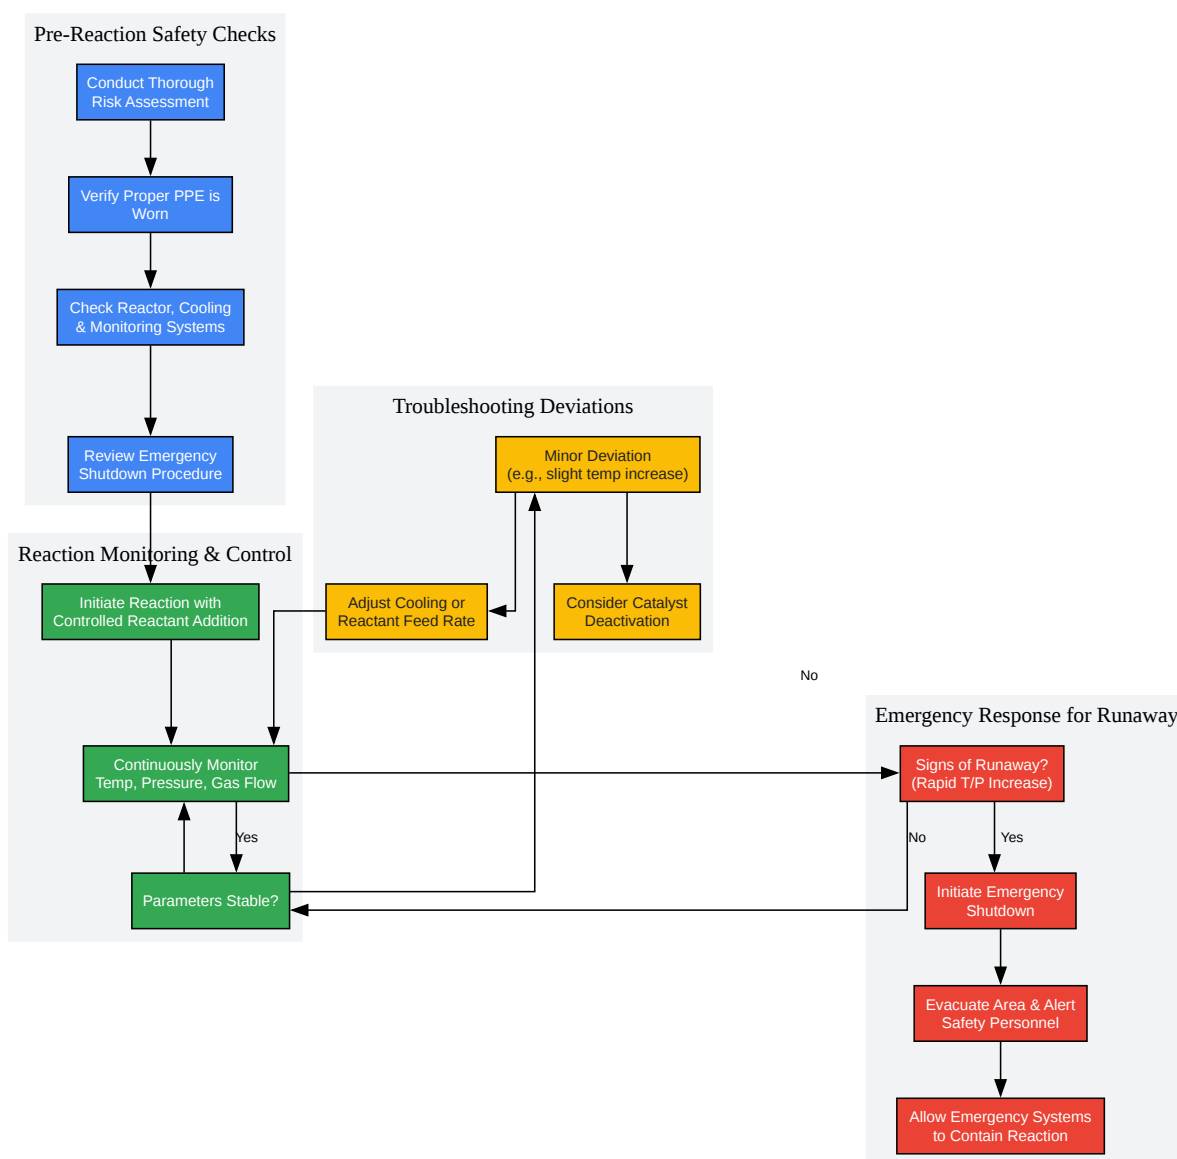 Pre-Reaction Safety Checks
Conduct Thorough
Risk Assessment
Verify Proper PPE is
Worn
Check Reactor, Cooling
& Monitoring Systems
Review Emergency
Shutdown Procedure
Troubleshooting Deviations
Minor Deviation
(e.g., slight temp increase)
Adjust Cooling or
Reactant Feed Rate
Consider Catalyst
Deactivation
Reaction Monitoring & Control
Initiate Reaction with
Controlled Reactant Addition
Continuously Monitor
Temp, Pressure, Gas Flow
Yes
Parameters Stable?
No
Emergency Response for Runaway
Signs of Runaway?
(Rapid T/P Increase)
No
Yes
Initiate Emergency
Shutdown
Evacuate Area & Alert
Safety Personnel
Allow Emergency Systems
to Contain Reaction